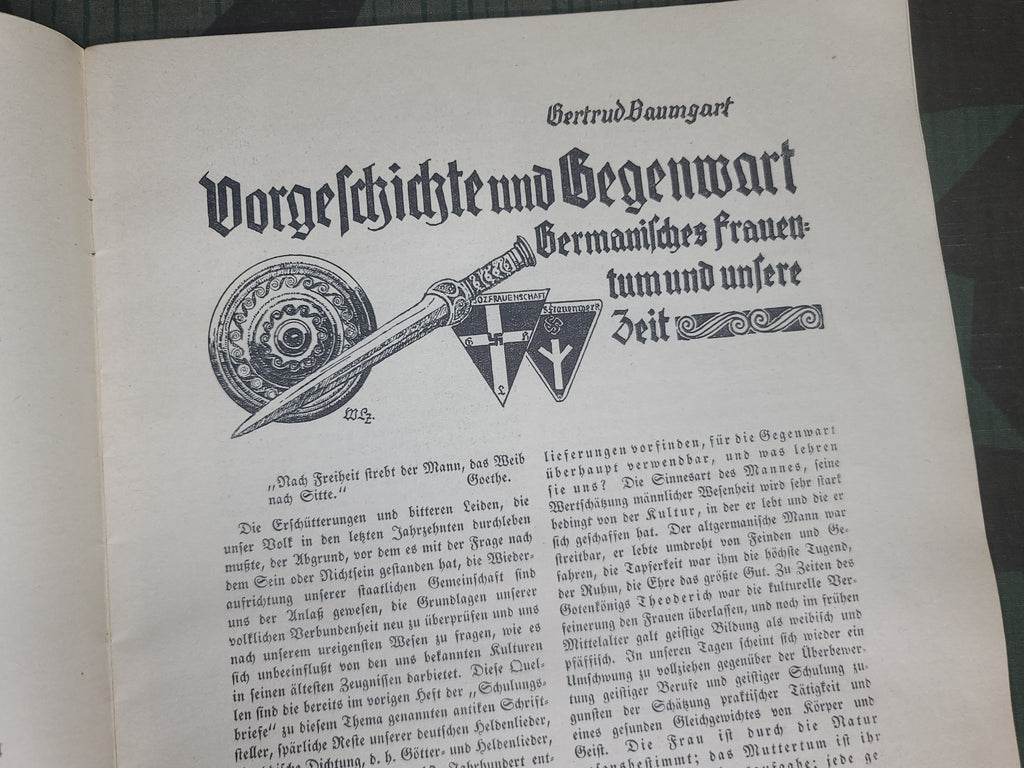 Gertrud Baumgart
Vorgeschichte und Gegenwart
Germanisches Frauen-
tum und unsere
Zeit
SOZ FRAUENSCHAFT
G H
L
Frauenwerk
WLz.
„Nach Freiheit strebt der Mann, das Weib
nach Sitte.“ Goethe.
Die Erschütterungen und bitteren Leiden, die
unser Volk in den letzten Jahrzehnten durchleben
mußte, der Abgrund, vor dem es mit der Frage nach
dem Sein oder Nichtsein gestanden hat, die Wieder-
aufrichtung unserer staatlichen Gemeinschaft sind
uns der Anlaß gewesen, die Grundlagen unserer
volklichen Verbundenheit neu zu überprüfen und uns
nach unserem ureigensten Wesen zu fragen, wie es
sich unbeeinflußt von den uns bekannten Kulturen
in seinen ältesten Zeugnissen darbietet. Diese Quel-
len sind die bereits im vorigen Heft der „Schulungs-
briefe“ zu diesem Thema genannten antiken Schrift-
steller, spärliche Reste unserer deutschen Heldenlieder,
Dichtung, d. h. Götter- und Heldenlieder,
Jahrhundert ent-
lieferungen vorfinden, für die Gegenwart
überhaupt verwendbar, und was lehren
sie uns? Die Sinnesart des Mannes, seine
Wertschätzung männlicher Wesenheit wird sehr stark
bedingt von der Kultur, in der er lebt und die er
sich geschaffen hat. Der altgermanische Mann war
streitbar, er lebte umdroht von Feinden und Ge-
fahren, die Tapferkeit war ihm die höchste Tugend,
der Ruhm, die Ehre das größte Gut. Zu Zeiten des
Gotenkönigs Theoderich war die kulturelle Ver-
feinerung den Frauen überlassen, und noch im frühen
Mittelalter galt geistige Bildung als weibisch und
pfäffisch. In unseren Tagen scheint sich wieder ein
Umschwung zu vollziehen gegenüber der Überbewer-
tung geistiger Berufe und geistiger Schulung zu-
gunsten der Schätzung praktischer Tätigkeit und
eines gesunden Gleichgewichtes von Körper und
Geist. Die Frau ist durch die Natur
bestimmt; das Muttertum ist ihr
jede ge